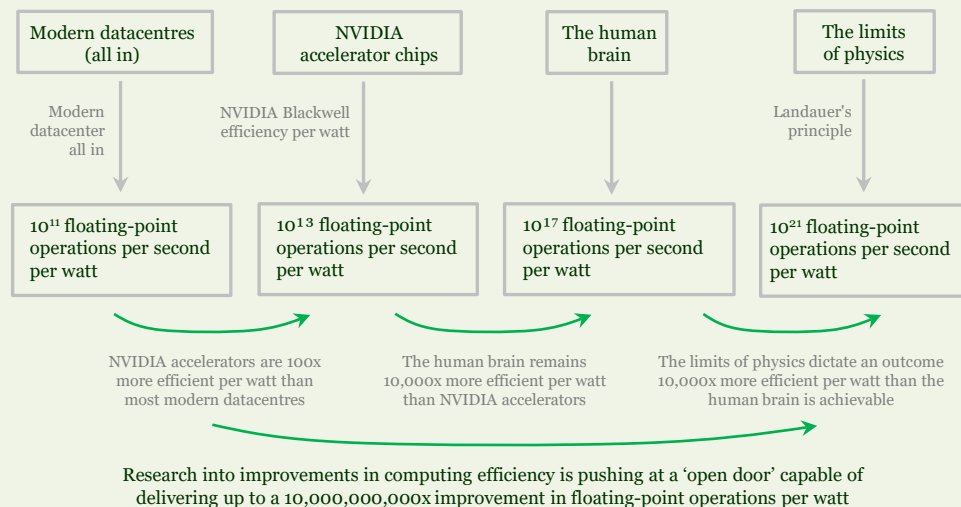 Modern datacentres
(all in)
NVIDIA
accelerator chips
The human
brain
The limits
of physics
Modern
datacenter
all in
NVIDIA Blackwell
efficiency per watt
Landauer's
principle
10¹¹ floating-point
operations per second
per watt
10¹³ floating-point
operations per second
per watt
10¹⁷ floating-point
operations per second
per watt
10²¹ floating-point
operations per second
per watt
NVIDIA accelerators are 100x
more efficient per watt than
most modern datacentres
The human brain remains
10,000x more efficient per watt
than NVIDIA accelerators
The limits of physics dictate an outcome
10,000x more efficient per watt than the
human brain is achievable
Research into improvements in computing efficiency is pushing at a ‘open door’ capable of
delivering up to a 10,000,000,000x improvement in floating-point operations per watt